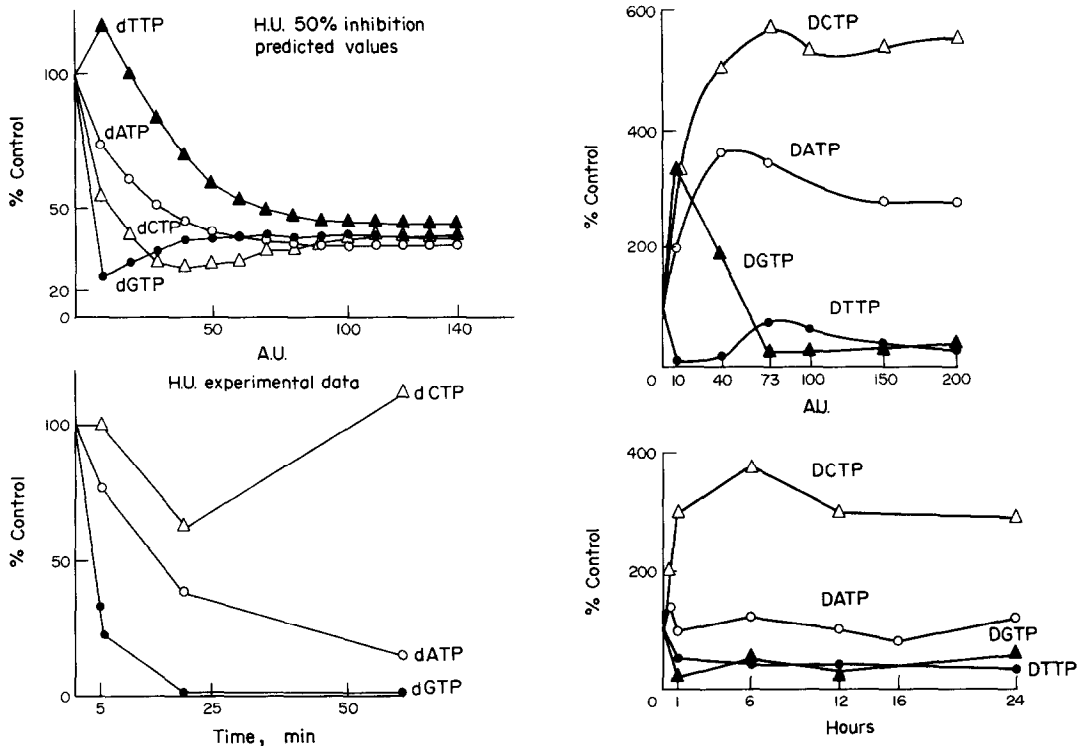 H.U. 50% inhibition
predicted values
% Control
100
50
20
0
dTTP
dATP
dCTP
dGTP
50
100
140
A.U.
H.U. experimental data
% Control
100
50
0
dCTP
dATP
dGTP
5
25
50
Time, min
% Control
600
400
200
0
DCTP
DATP
DGTP
DTTP
10
40
73
100
150
200
A.U.
% Control
400
200
0
DCTP
DATP
DGTP
DTTP
1
6
12
16
24
Hours